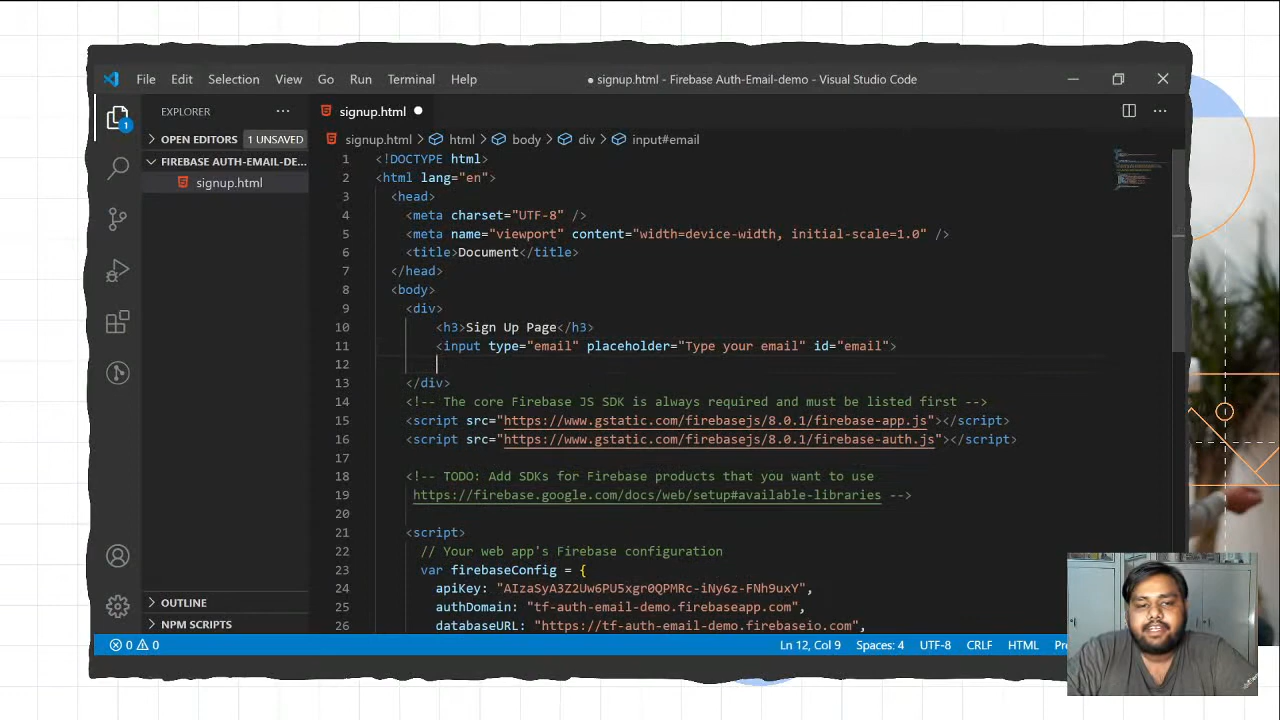 File Edit Selection View Go Run Terminal Help
● signup.html - Firebase Auth-Email-demo - Visual Studio Code
EXPLORER ···
signup.html ●
OPEN EDITORS 1 UNSAVED
signup.html > html > body > div > input#email
FIREBASE AUTH-EMAIL-DE...
signup.html
1 <!DOCTYPE html>
2 <html lang="en">
3 <head>
4 <meta charset="UTF-8" />
5 <meta name="viewport" content="width=device-width, initial-scale=1.0" />
6 <title>Document</title>
7 </head>
8 <body>
9 <div>
10 <h3>Sign Up Page</h3>
11 <input type="email" placeholder="Type your email" id="email">
12
13 </div>
14 <!-- The core Firebase JS SDK is always required and must be listed first -->
15 <script src="https://www.gstatic.com/firebasejs/8.0.1/firebase-app.js"></script>
16 <script src="https://www.gstatic.com/firebasejs/8.0.1/firebase-auth.js"></script>
17
18 <!-- TODO: Add SDKs for Firebase products that you want to use
19 https://firebase.google.com/docs/web/setup#available-libraries -->
20
21 <script>
22 // Your web app's Firebase configuration
23 var firebaseConfig = {
24 apiKey: "AIzaSyA3Z2Uw6PU5xgr0QPMRc-iNy6z-FNh9uxY",
25 authDomain: "tf-auth-email-demo.firebaseapp.com",
26 databaseURL: "https://tf-auth-email-demo.firebaseio.com",
1
OUTLINE
NPM SCRIPTS
0 0 Ln 12, Col 9 Spaces: 4 UTF-8 CRLF HTML